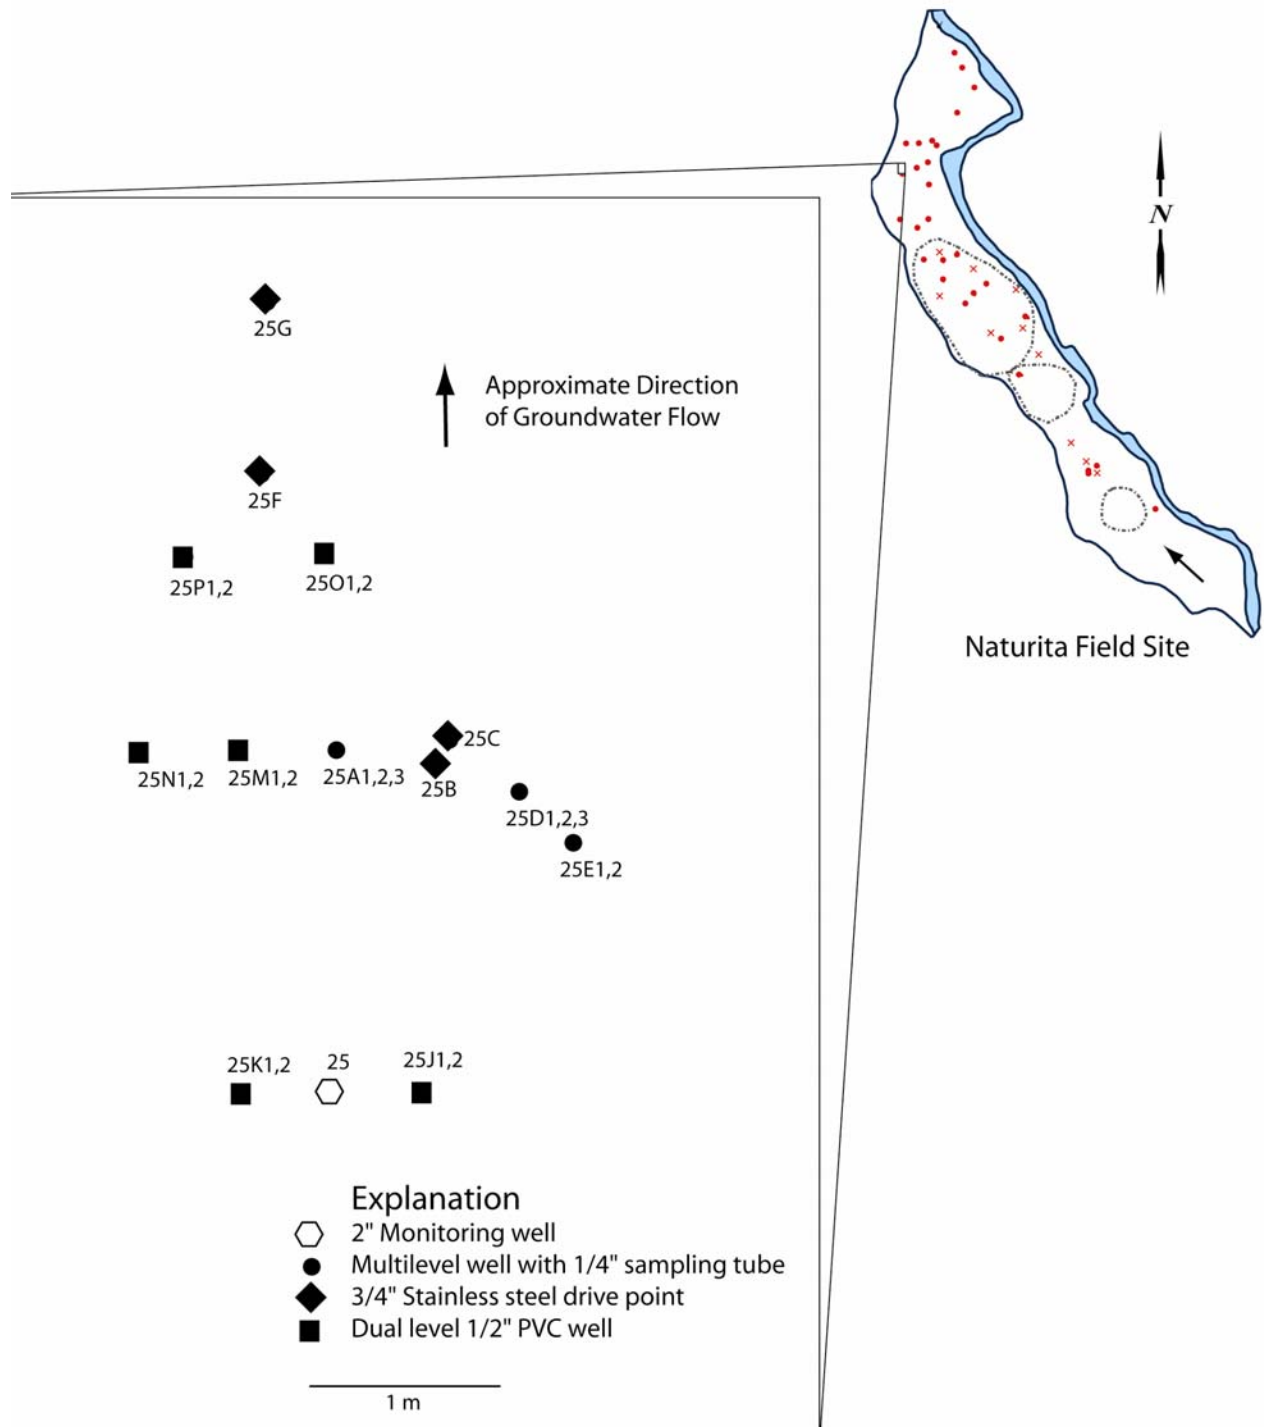 N
Naturita Field Site
25G
Approximate Direction
of Groundwater Flow
25F
25P1,2
25O1,2
25C
25N1,2
25M1,2
25A1,2,3
25B
25D1,2,3
25E1,2
25K1,2
25
25J1,2
Explanation
2" Monitoring well
Multilevel well with 1/4" sampling tube
3/4" Stainless steel drive point
Dual level 1/2" PVC well
1 m